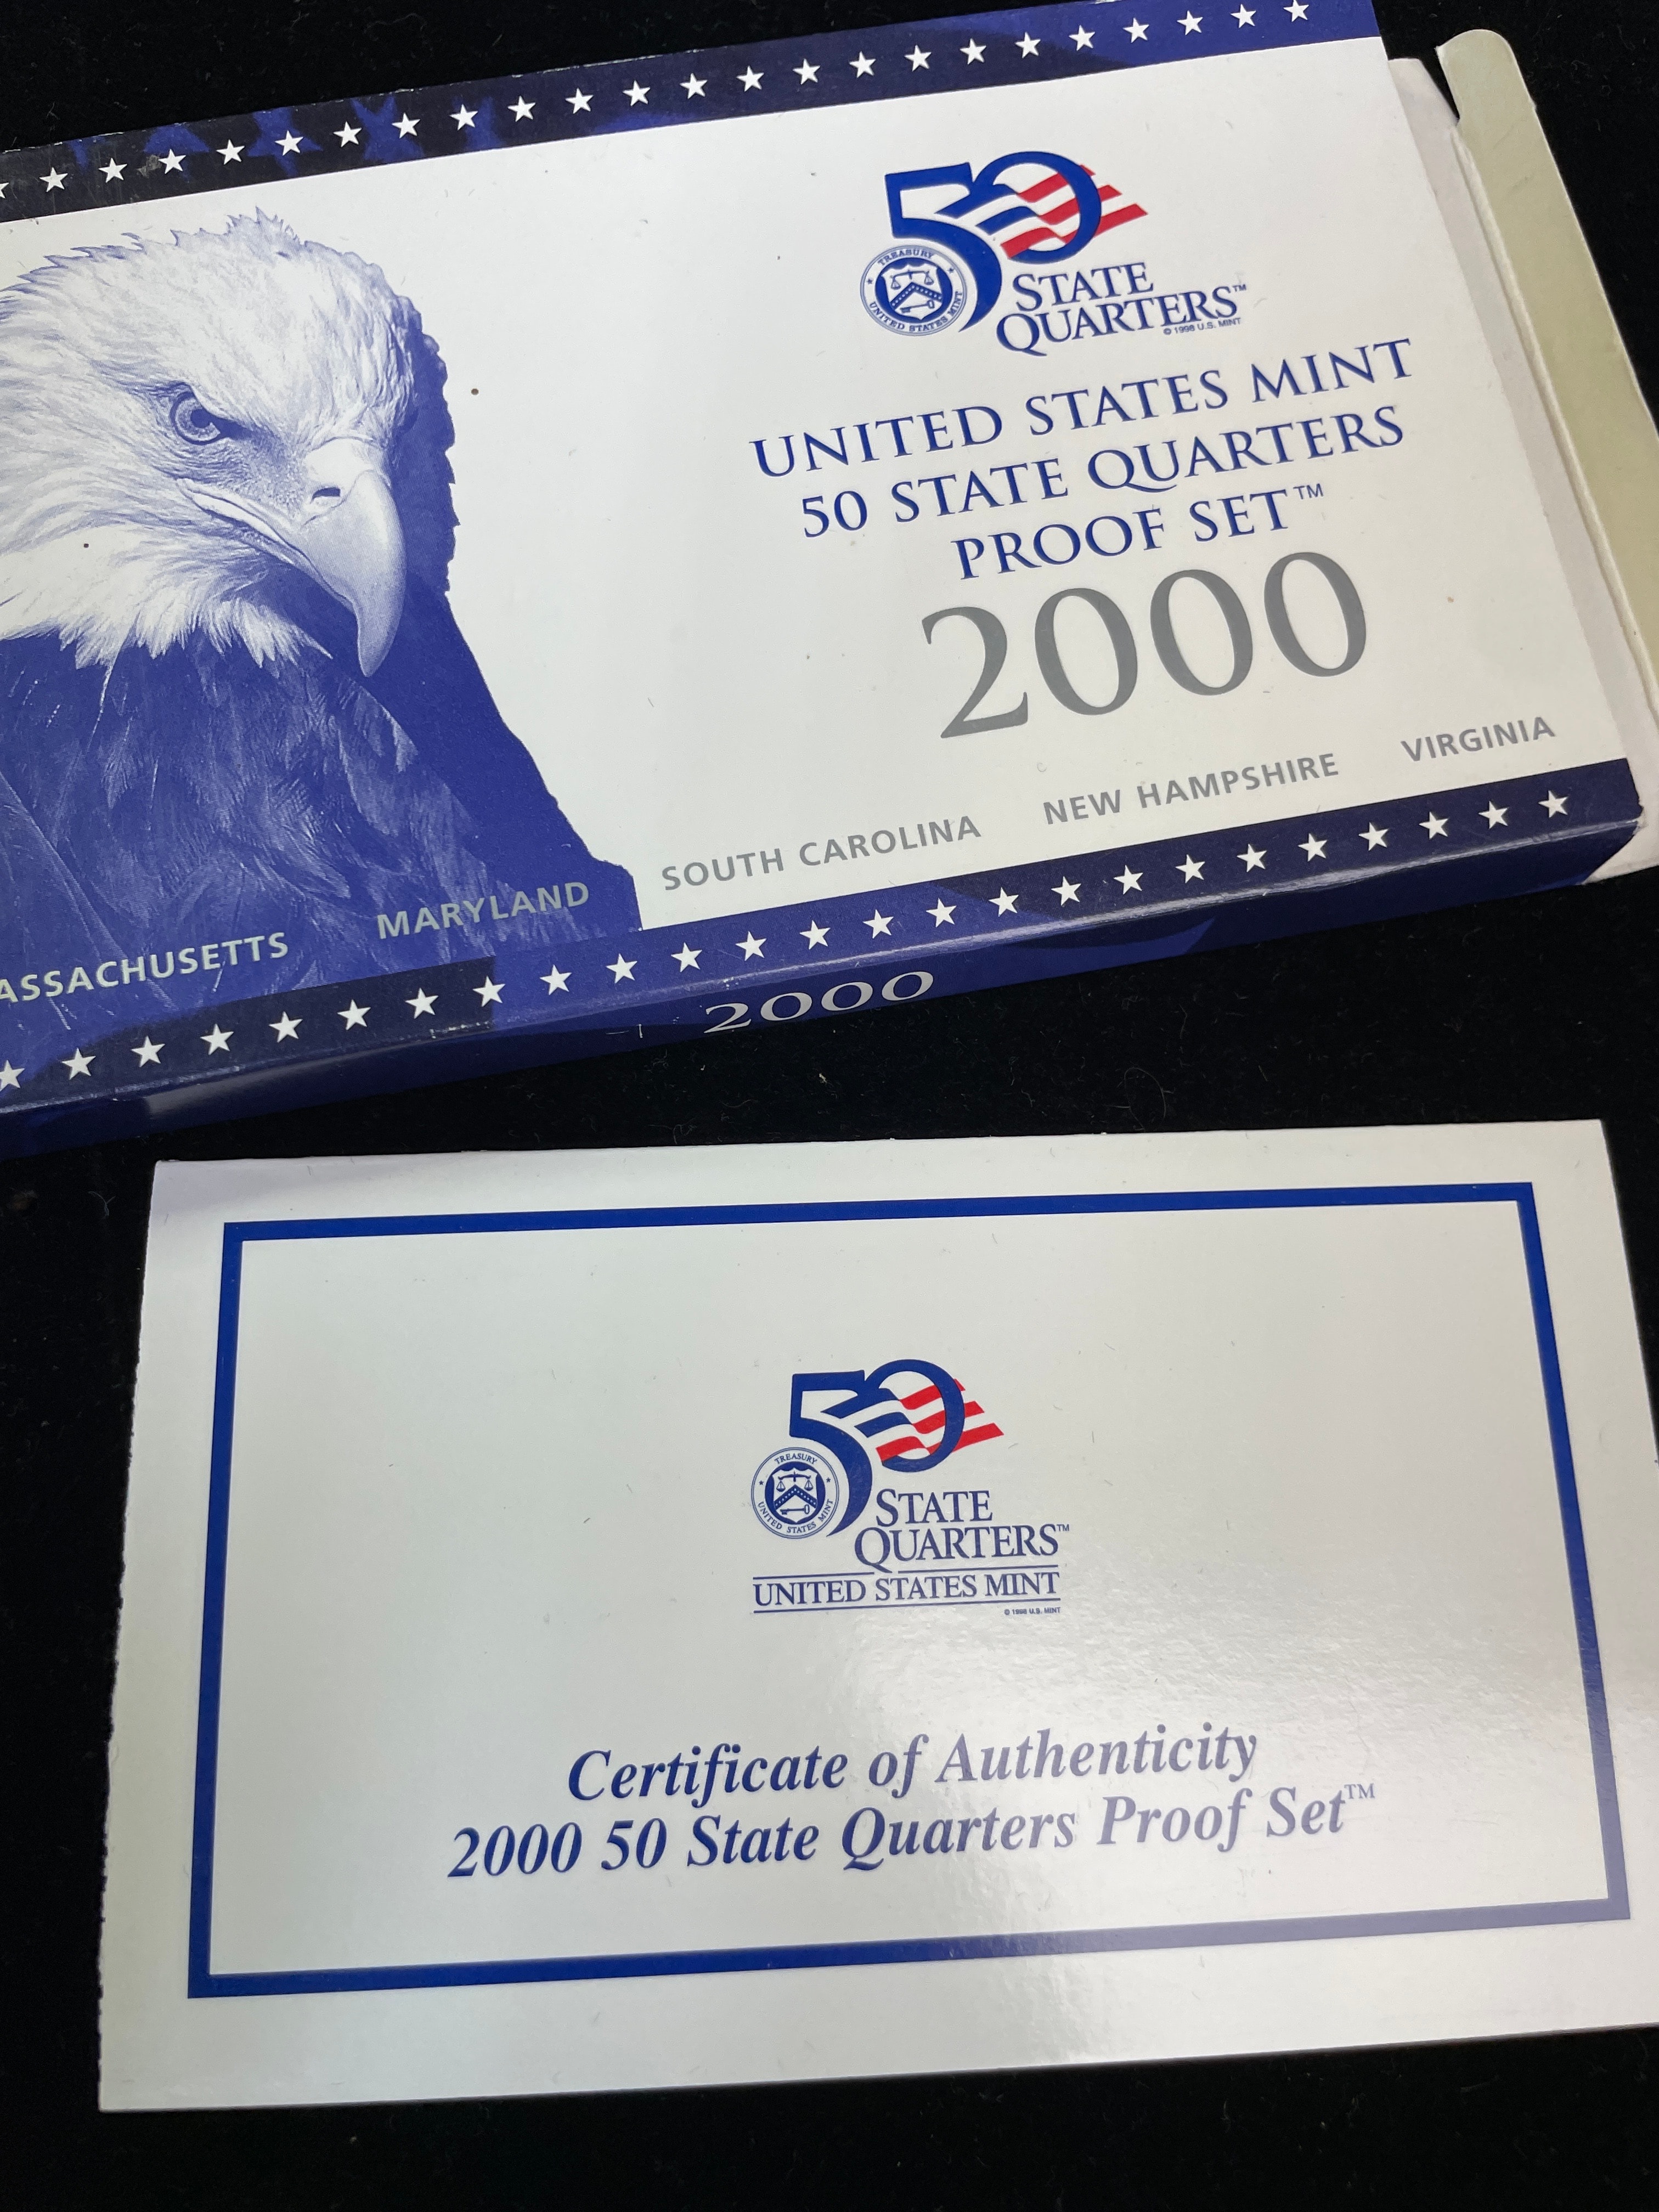 50
STATE
QUARTERS™
© 1998 U.S. MINT
TREASURY
UNITED STATES MINT
UNITED STATES MINT
50 STATE QUARTERS
PROOF SET™
2000
ASSACHUSETTS MARYLAND SOUTH CAROLINA NEW HAMPSHIRE VIRGINIA
2000
50
TREASURY
UNITED STATES MINT
STATE
QUARTERS™
UNITED STATES MINT
© 1998 U.S. MINT
Certificate of Authenticity
2000 50 State Quarters Proof Set™